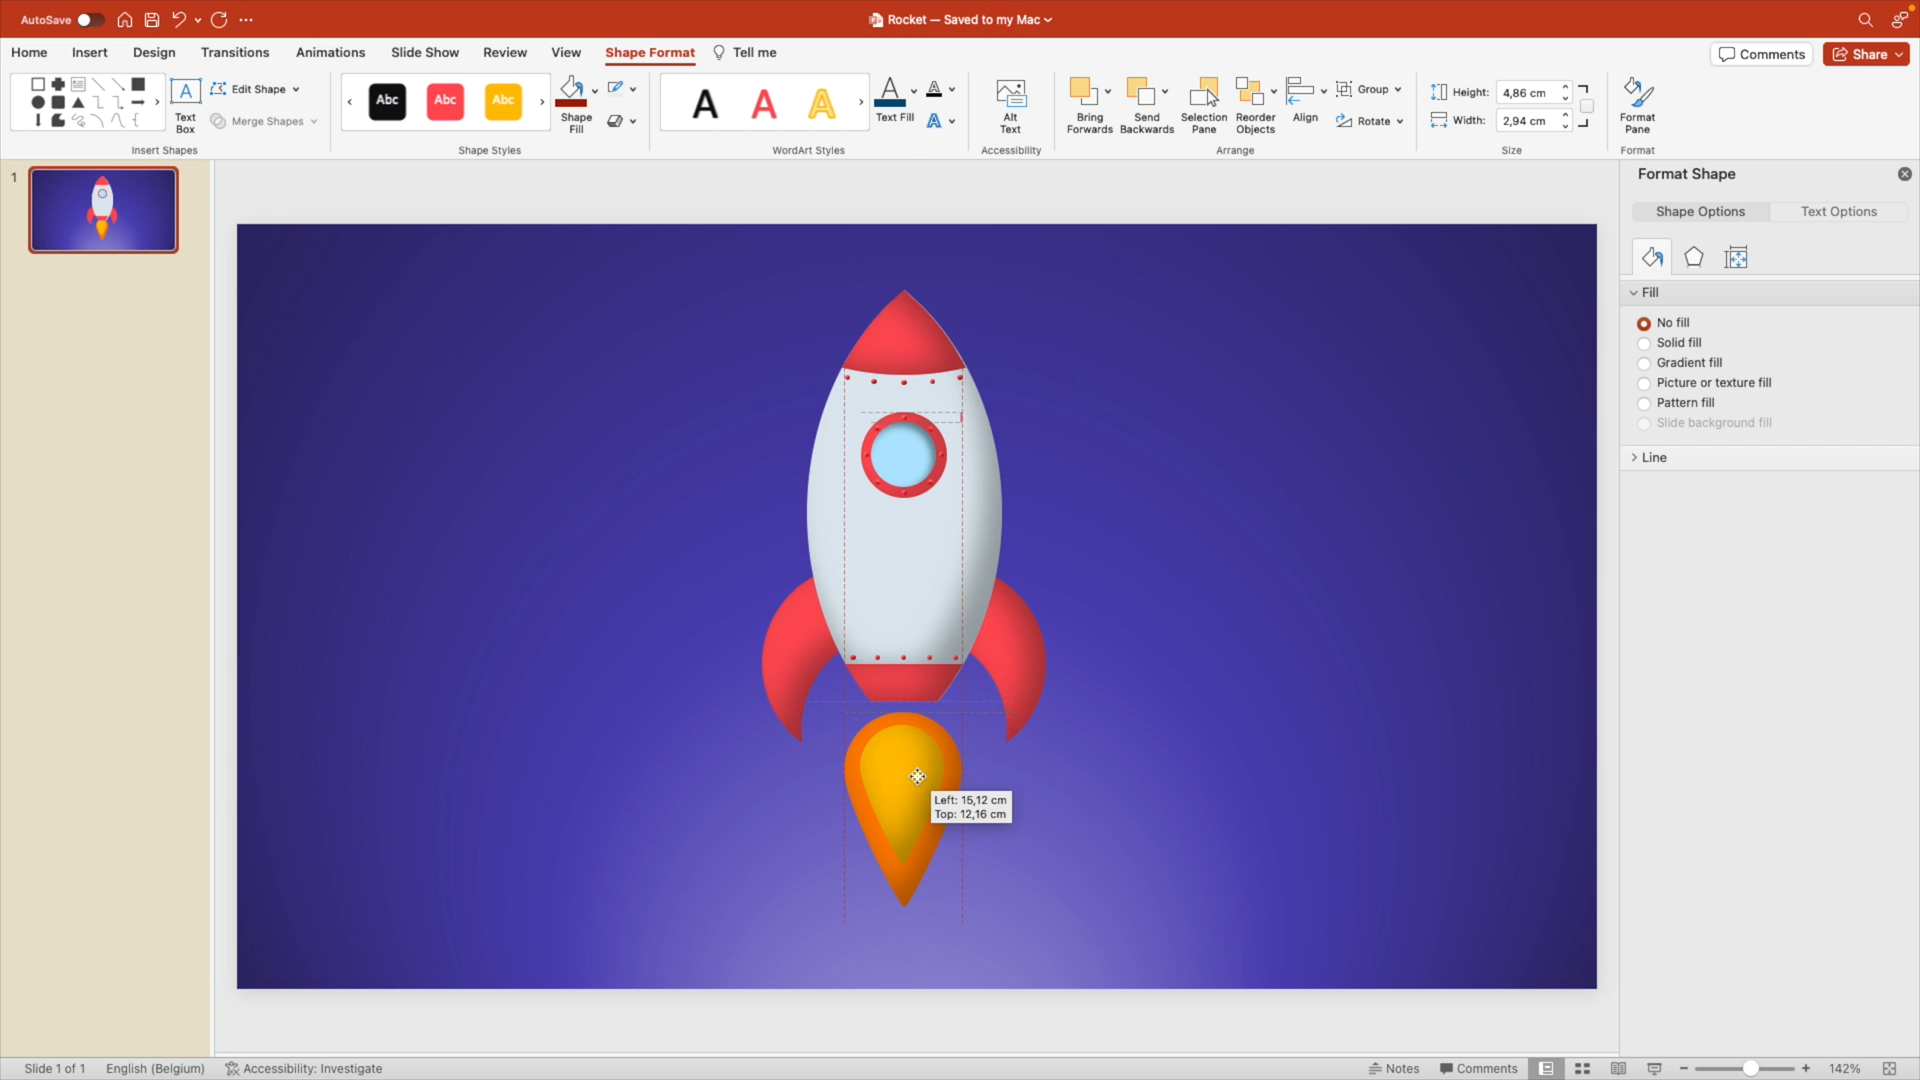 AutoSave
Rocket — Saved to my Mac
Home Insert Design Transitions Animations Slide Show Review View Shape Format Tell me
Comments Share
Text Box
Edit Shape
Merge Shapes
Insert Shapes
Abc Abc Abc
Shape Fill
Shape Styles
A A A
Text Fill
WordArt Styles
Alt Text
Accessibility
Bring Forwards
Send Backwards
Selection Pane
Reorder Objects
Align
Group
Rotate
Arrange
Height: 4,86 cm
Width: 2,94 cm
Size
Format Pane
Format
1
Left: 15,12 cm
Top: 12,16 cm
Format Shape
Shape Options Text Options
Fill
No fill
Solid fill
Gradient fill
Picture or texture fill
Pattern fill
Slide background fill
Line
Slide 1 of 1 English (Belgium) Accessibility: Investigate Notes Comments 142%